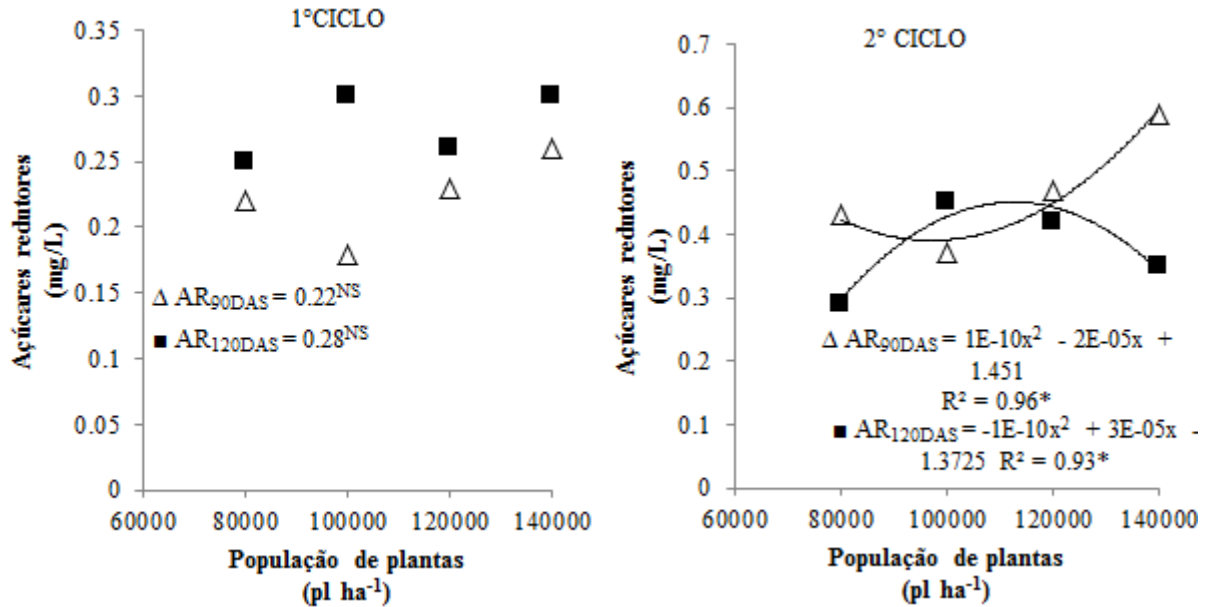 1°CICLO
Açúcares redutores
(mg/L)
0.35
0.3
0.25
0.2
0.15
0.1
0.05
0
Δ AR90DAS = 0.22NS
■ AR120DAS = 0.28NS
60000 80000 100000 120000 140000
População de plantas
(pl ha-1)
2° CICLO
Açúcares redutores
(mg/L)
0.7
0.6
0.5
0.4
0.3
0.2
0.1
0
Δ AR90DAS = 1E-10x2 - 2E-05x +
1.451
R² = 0.96*
■ AR120DAS = -1E-10x2 + 3E-05x -
1.3725 R² = 0.93*
60000 80000 100000 120000 140000
População de plantas
(pl ha-1)